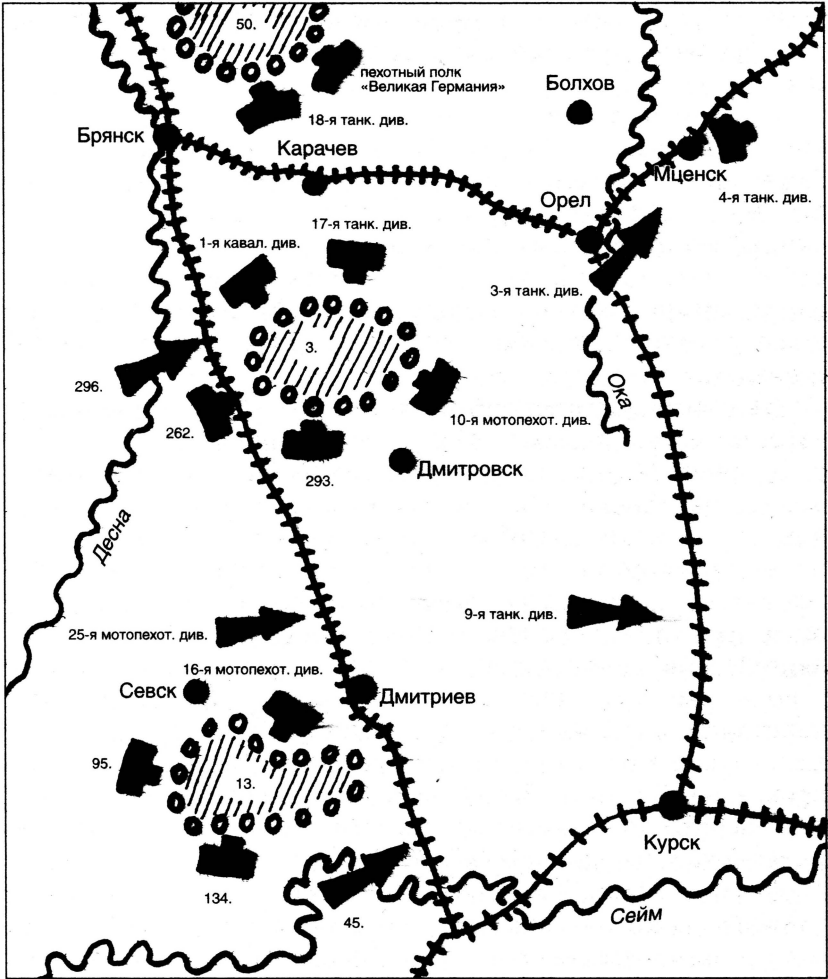 50.
пехотный полк
«Великая Германия»
Болхов
18-я танк. див.
Брянск
Карачев
Мценск
Орел
4-я танк. див.
17-я танк. див.
1-я кавал. див.
3-я танк. див.
3.
296.
Ока
262.
10-я мотопехот. див.
293.
Дмитровск
Десна
9-я танк. див.
25-я мотопехот. див.
16-я мотопехот. див.
Севск
Дмитриев
95.
13.
Курск
134.
45.
Сейм